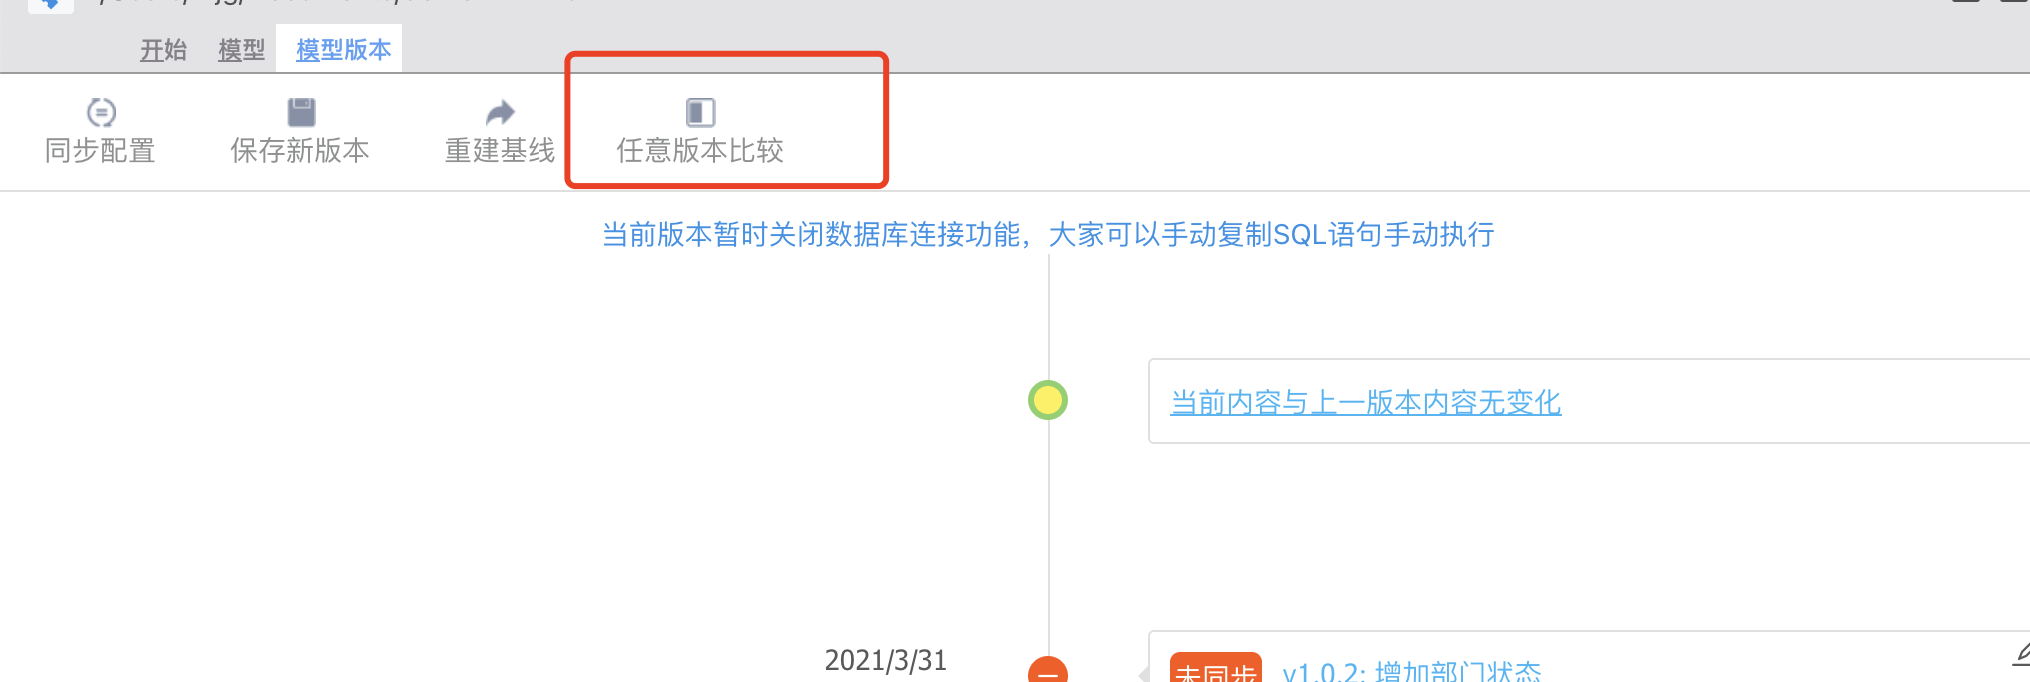 开始 模型 模型版本
同步配置 保存新版本 重建基线 任意版本比较
当前版本暂时关闭数据库连接功能，大家可以手动复制SQL语句手动执行
当前内容与上一版本内容无变化
2021/3/31
未同步 v1.0.2: 增加部门状态